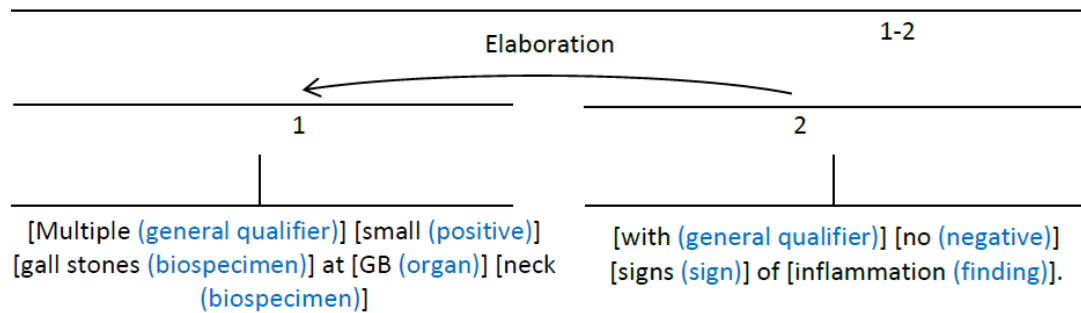 1-2
Elaboration
1
2
[Multiple (general qualifier)] [small (positive)]
[gall stones (biospecimen)] at [GB (organ)] [neck
(biospecimen)]
[with (general qualifier)] [no (negative)]
[signs (sign)] of [inflammation (finding)].